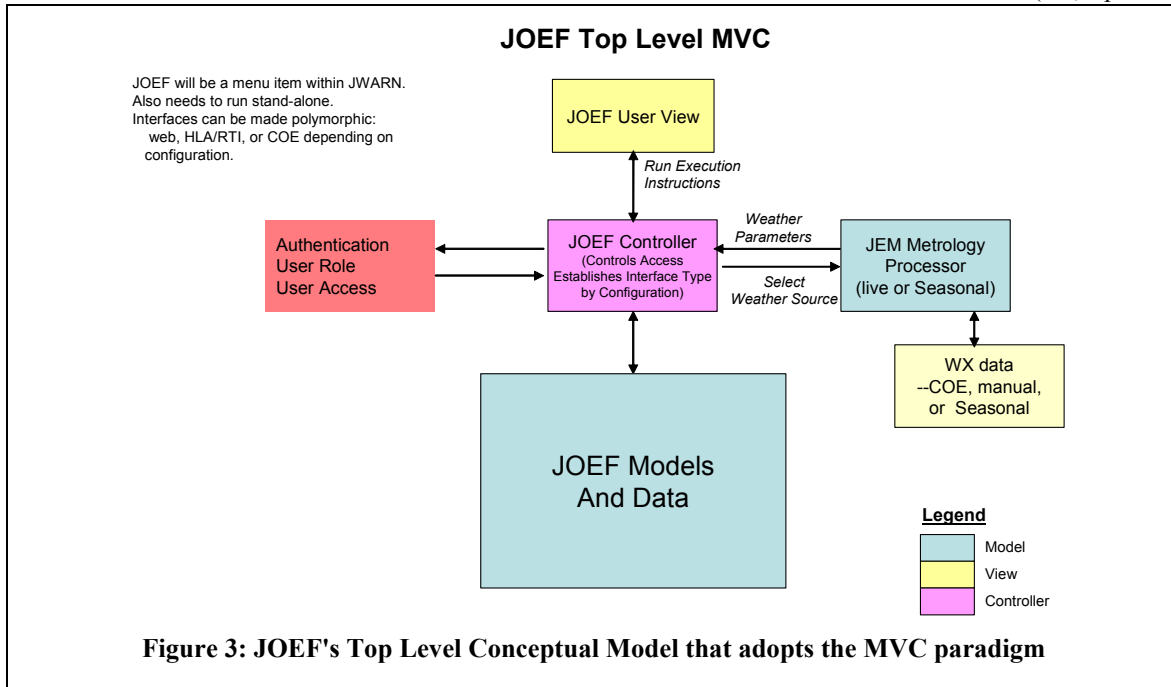 JOEF Top Level MVC
JOEF will be a menu item within JWARN.
Also needs to run stand-alone.
Interfaces can be made polymorphic:
web, HLA/RTI, or COE depending on
configuration.
JOEF User View
Run Execution
Instructions
Authentication
User Role
User Access
JOEF Controller
(Controls Access
Establishes Interface Type
by Configuration)
Weather
Parameters
Select
Weather Source
JEM Metrology
Processor
(live or Seasonal)
WX data
--COE, manual,
or Seasonal
JOEF Models
And Data
Legend
Model
View
Controller
Figure 3: JOEF's Top Level Conceptual Model that adopts the MVC paradigm